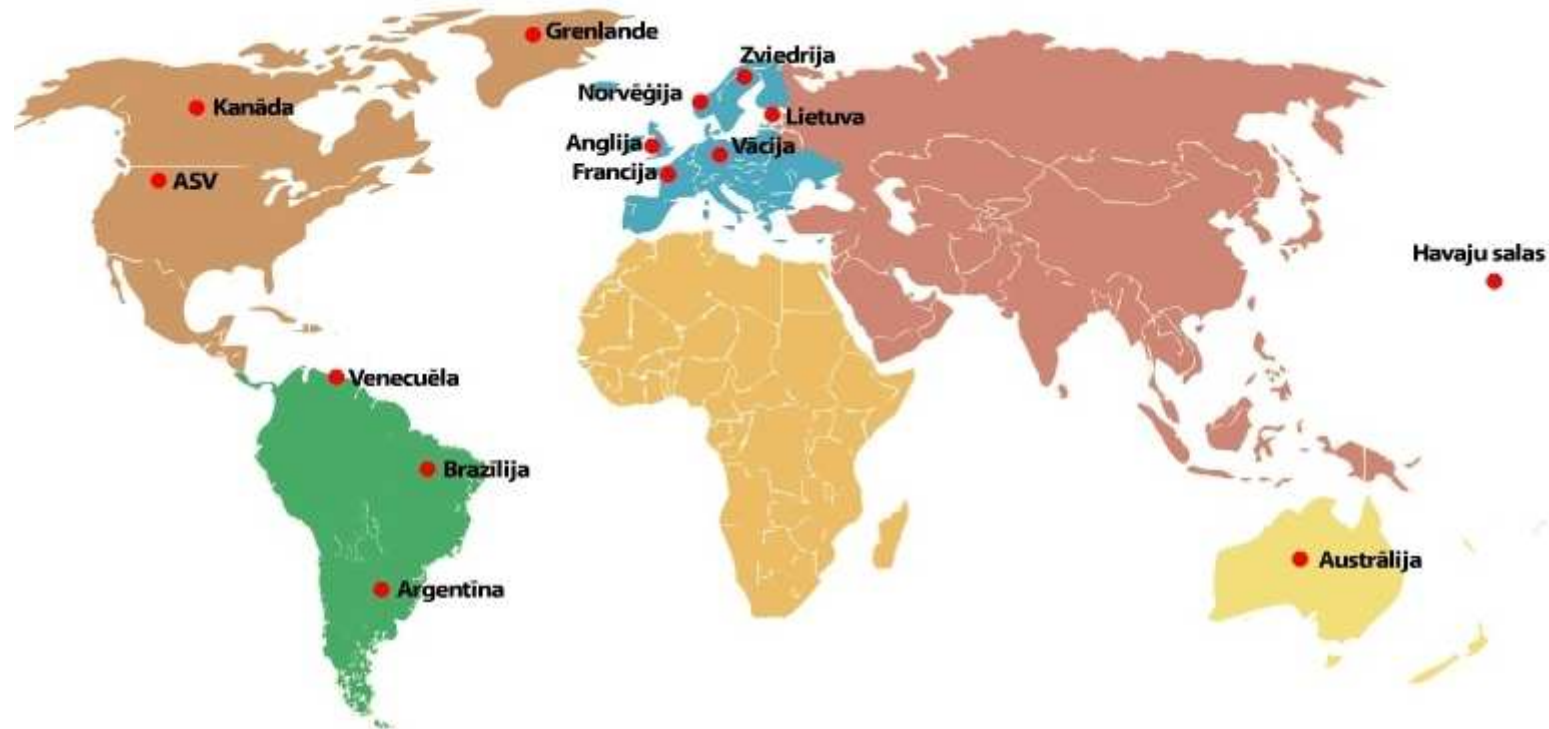 Grenlande
Zviedrija
Norvēģija
Kanāda
Lietuva
Anglija
Vācija
Francija
ASV
Havaju salas
Venecuēla
Brazīlija
Austrālija
Argentīna